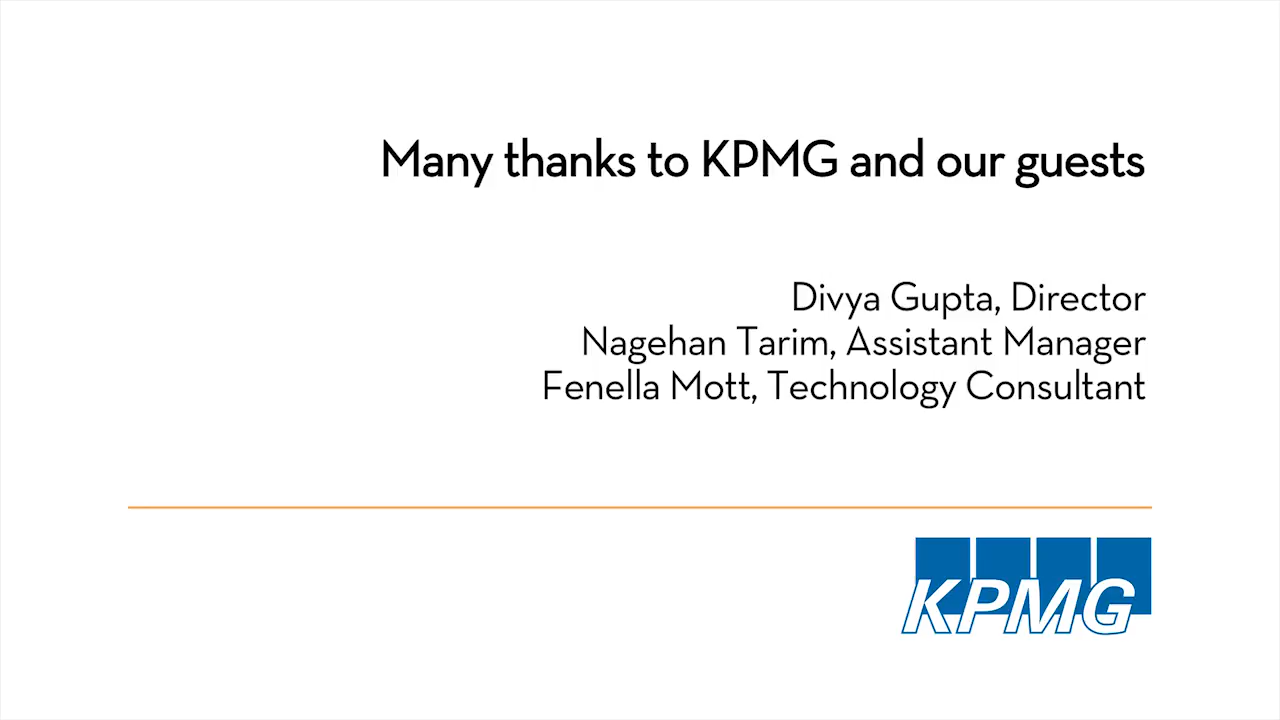 Many thanks to KPMG and our guests
Divya Gupta, Director
Nagehan Tarim, Assistant Manager
Fenella Mott, Technology Consultant
KPMG